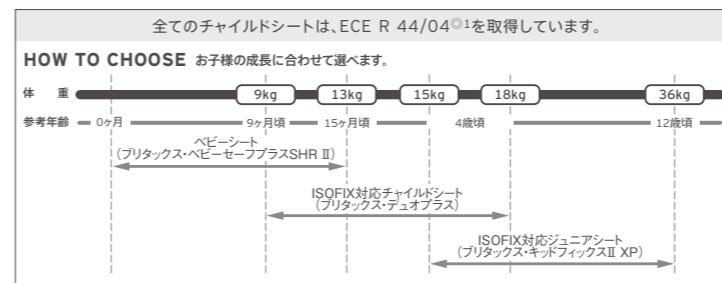 全てのチャイルドシートは、ECE R 44/04◎1を取得しています。
HOW TO CHOOSE お子様の成長に合わせて選べます。
体 重 9kg 13kg 15kg 18kg 36kg
参考年齢 0ヶ月 9ヶ月頃 15ヶ月頃 4歳頃 12歳頃
ベビーシート
(ブリタックス・ベビーセーフプラスSHR Ⅱ)
ISOFIX対応チャイルドシート
(ブリタックス・デュオプラス)
ISOFIX対応ジュニアシート
(ブリタックス・キッドフィックスⅡ XP)